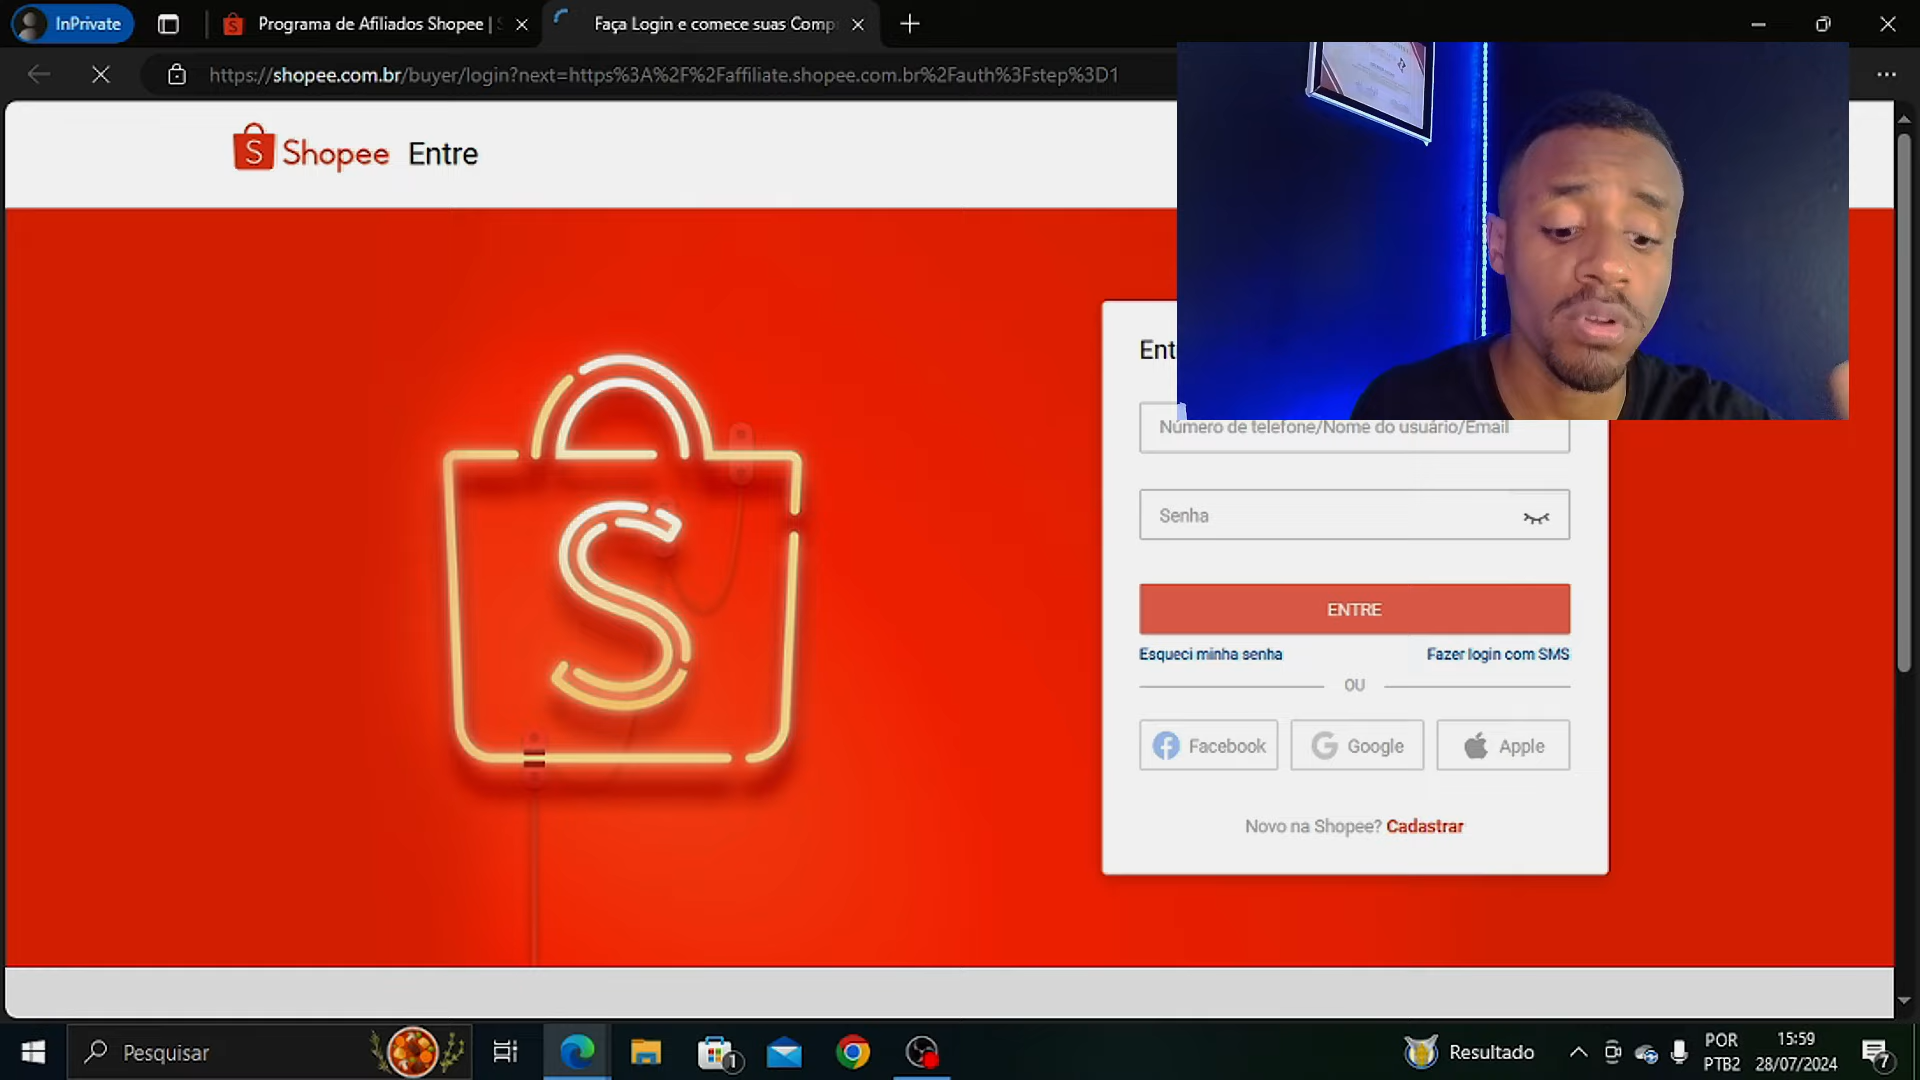 InPrivate
Programa de Afiliados Shopee |
Faça Login e comece suas Comp
https://shopee.com.br/buyer/login?next=https%3A%2F%2Faffiliate.shopee.com.br%2Fauth%3Fstep%3D1
S Shopee Entre
S
Ent
Número de telefone/Nome do usuário/Email
Senha
ENTRE
Esqueci minha senha
Fazer login com SMS
OU
Facebook
Google
Apple
Novo na Shopee? Cadastrar
Pesquisar
1
Resultado
POR
PTB2
15:59
28/07/2024
7